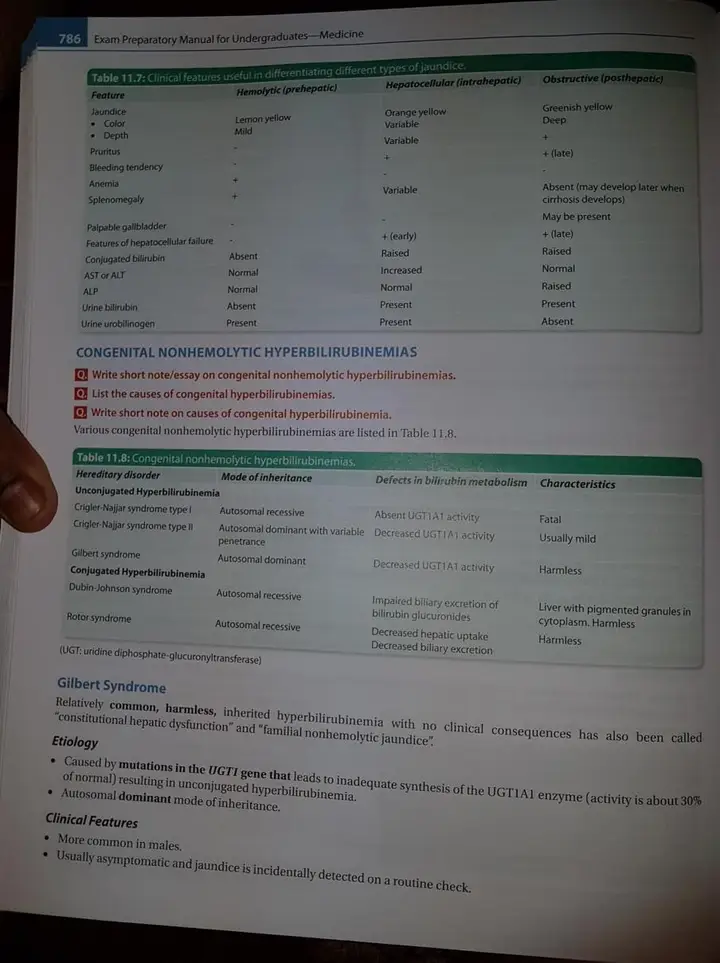 786 Exam Preparatory Manual for Undergraduates—Medicine
Table 11.7: Clinical features useful in differentiating different types of jaundice.
Feature Hemolytic (prehepatic) Hepatocellular (intrahepatic) Obstructive (posthepatic)
Jaundice
• Color Lemon yellow Orange yellow Greenish yellow
• Depth Mild Variable Deep
Pruritus - Variable +
Bleeding tendency - + + (late)
Anemia + - -
Splenomegaly + Variable Absent (may develop later when
cirrhosis develops)
Palpable gallbladder - - May be present
Features of hepatocellular failure - + (early) + (late)
Conjugated bilirubin Absent Raised Raised
AST or ALT Normal Increased Normal
ALP Normal Normal Raised
Urine bilirubin Absent Present Present
Urine urobilinogen Present Present Absent
CONGENITAL NONHEMOLYTIC HYPERBILIRUBINEMIAS
Q. Write short note/essay on congenital nonhemolytic hyperbilirubinemias.
Q. List the causes of congenital hyperbilirubinemias.
Q. Write short note on causes of congenital hyperbilirubinemia.
Various congenital nonhemolytic hyperbilirubinemias are listed in Table 11.8.
Table 11.8: Congenital nonhemolytic hyperbilirubinemias.
Hereditary disorder Mode of inheritance Defects in bilirubin metabolism Characteristics
Unconjugated Hyperbilirubinemia
Crigler-Najjar syndrome type I Autosomal recessive Absent UGT1A1 activity Fatal
Crigler-Najjar syndrome type II Autosomal dominant with variable Decreased UGT1A1 activity Usually mild
penetrance
Gilbert syndrome Autosomal dominant Decreased UGT1A1 activity Harmless
Conjugated Hyperbilirubinemia
Dubin-Johnson syndrome Autosomal recessive Impaired biliary excretion of Liver with pigmented granules in
bilirubin glucuronides cytoplasm. Harmless
Rotor syndrome Autosomal recessive Decreased hepatic uptake Harmless
Decreased biliary excretion
(UGT: uridine diphosphate-glucuronyltransferase)
Gilbert Syndrome
Relatively common, harmless, inherited hyperbilirubinemia with no clinical consequences has also been called
"constitutional hepatic dysfunction" and "familial nonhemolytic jaundice".
Etiology
• Caused by mutations in the UGT1 gene that leads to inadequate synthesis of the UGT1A1 enzyme (activity is about 30%
of normal) resulting in unconjugated hyperbilirubinemia.
• Autosomal dominant mode of inheritance.
Clinical Features
• More common in males.
• Usually asymptomatic and jaundice is incidentally detected on a routine check.